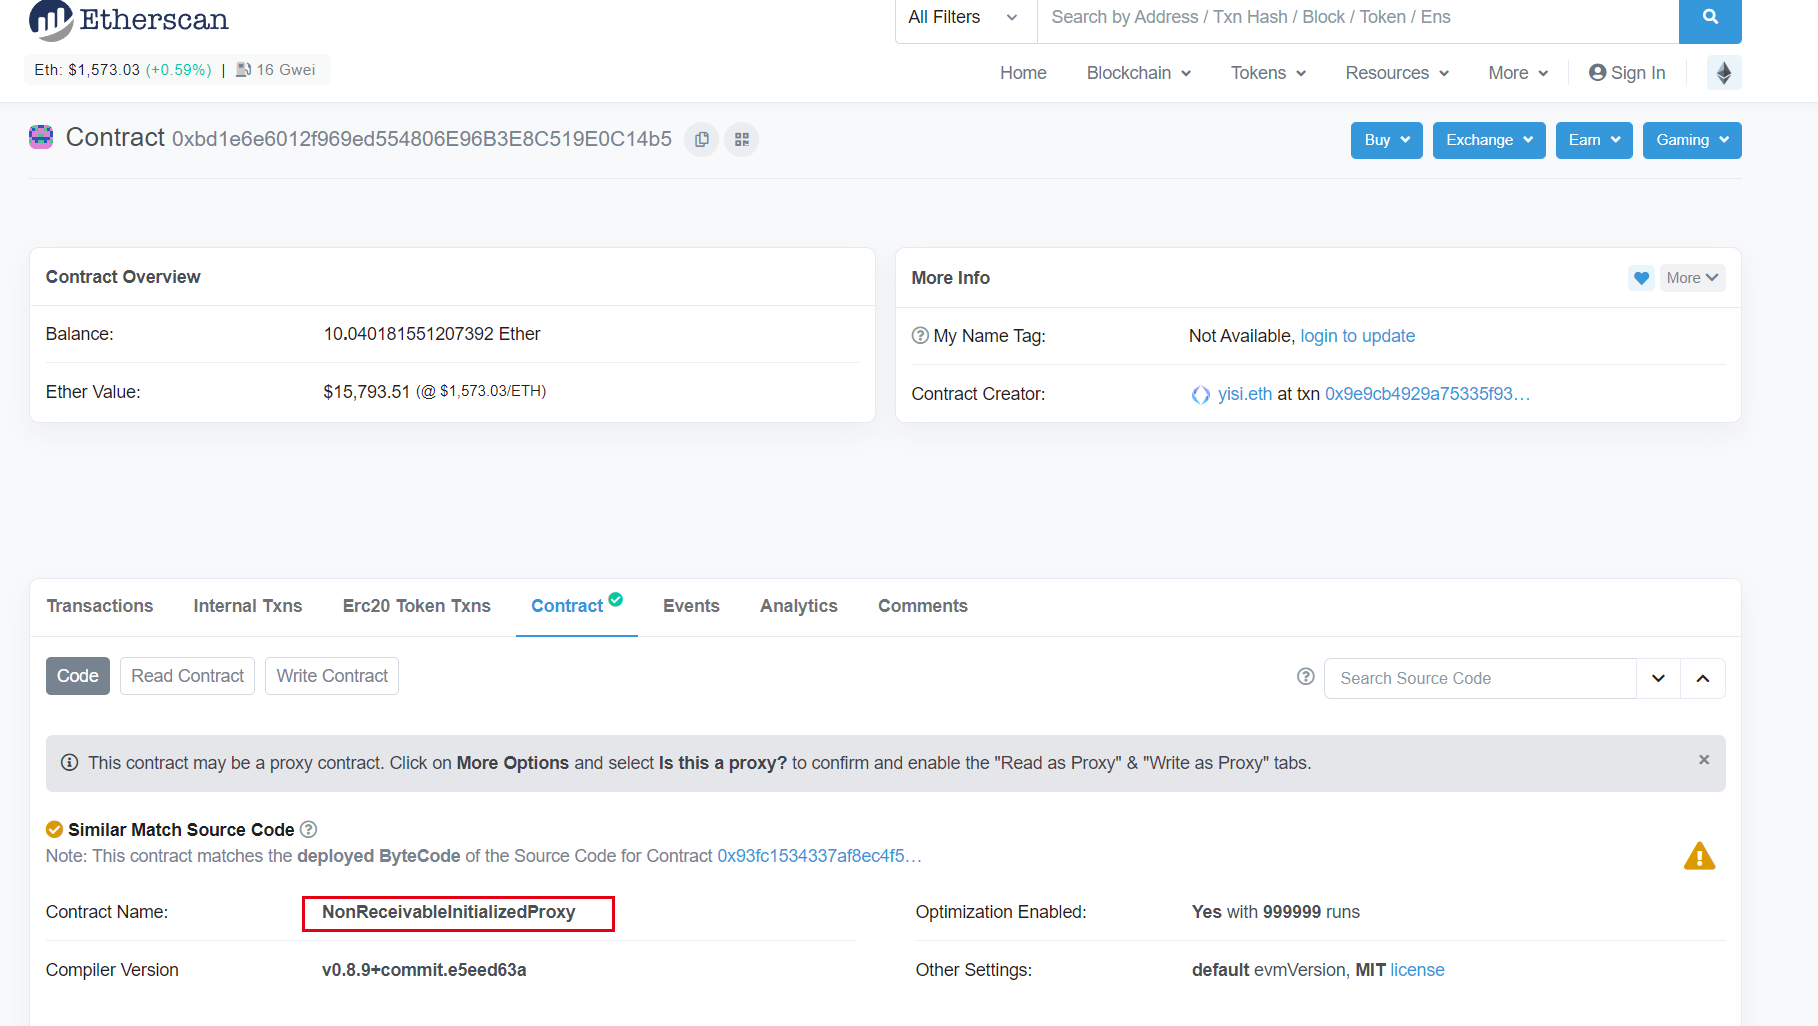 Etherscan
All Filters
Search by Address / Txn Hash / Block / Token / Ens
Eth: $1,573.03 (+0.59%) | 16 Gwei
Home Blockchain Tokens Resources More Sign In
Contract 0xbd1e6e6012f969ed554806E96B3E8C519E0C14b5
Buy Exchange Earn Gaming
Contract Overview
Balance: 10.040181551207392 Ether
Ether Value: $15,793.51 (@ $1,573.03/ETH)
More Info
More
My Name Tag: Not Available, login to update
Contract Creator: yisi.eth at txn 0x9e9cb4929a75335f93...
Transactions Internal Txns Erc20 Token Txns Contract Events Analytics Comments
Code Read Contract Write Contract
Search Source Code
This contract may be a proxy contract. Click on More Options and select Is this a proxy? to confirm and enable the "Read as Proxy" & "Write as Proxy" tabs.
Similar Match Source Code
Note: This contract matches the deployed ByteCode of the Source Code for Contract 0x93fc1534337af8ec4f5...
Contract Name: NonReceivableInitializedProxy
Optimization Enabled: Yes with 999999 runs
Compiler Version v0.8.9+commit.e5eed63a
Other Settings: default evmVersion, MIT license